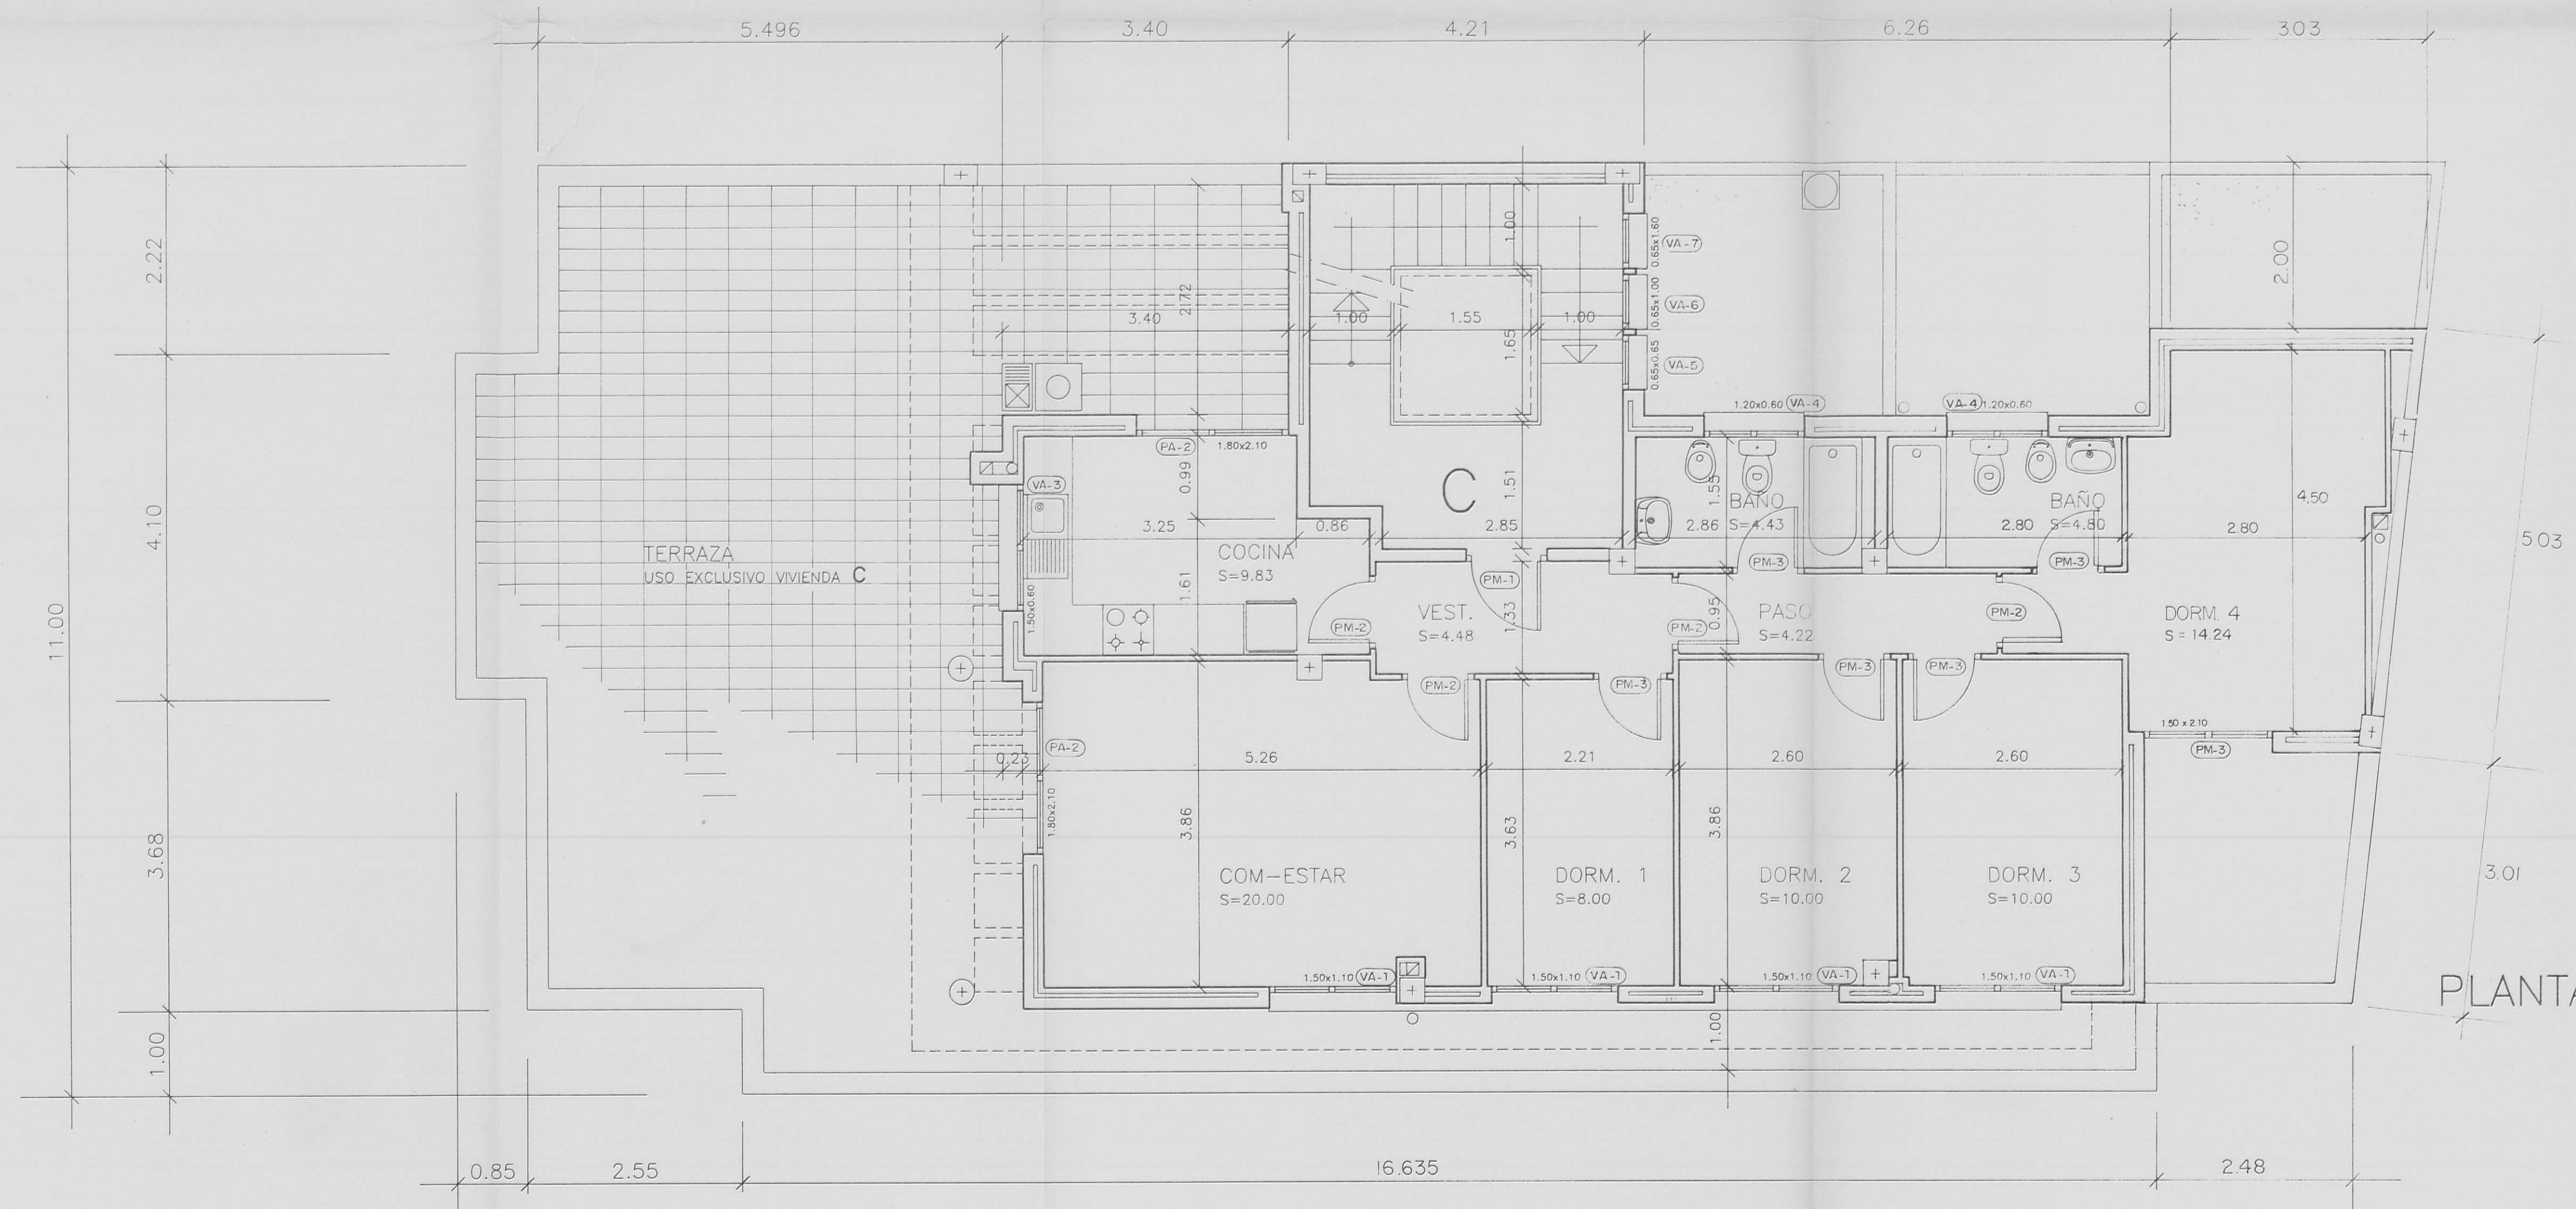 5.496
3.40
4.21
6.26
303
2.22
4.10
11.00
3.68
1.00
2.72
3.40
1.00
1.55
1.00
1.00
1.65
0.65x1.60
VA-7
0.65x1.00
VA-6
0.65x0.65
VA-5
2.00
1.20x0.60 VA-4
VA-4 1.20x0.60
PA-2
1.80x2.10
VA-3
0.99
C
1.51
1.55
BAÑO
2.86 S=4.43
BAÑO
2.80 S=4.80
4.50
2.80
5.03
3.25
0.86
2.85
TERRAZA
USO EXCLUSIVO VIVIENDA C
COCINA
S=9.83
1.61
1.50x0.60
PM-3
PM-3
PM-1
VEST.
S=4.48
1.33
PM-2
PM-2
0.95
PASO
S=4.22
PM-2
DORM. 4
S = 14.24
PM-2
PM-3
PM-3
PM-3
1.50 x 2.10
PM-3
PA-2
0.23
5.26
2.21
2.60
2.60
1.80x2.10
3.86
3.63
3.86
3.01
COM-ESTAR
S=20.00
DORM. 1
S=8.00
DORM. 2
S=10.00
DORM. 3
S=10.00
1.50x1.10 VA-1
1.50x1.10 VA-1
1.50x1.10 VA-1
1.50x1.10 VA-1
PLANTA
1.00
0.85
2.55
16.635
2.48